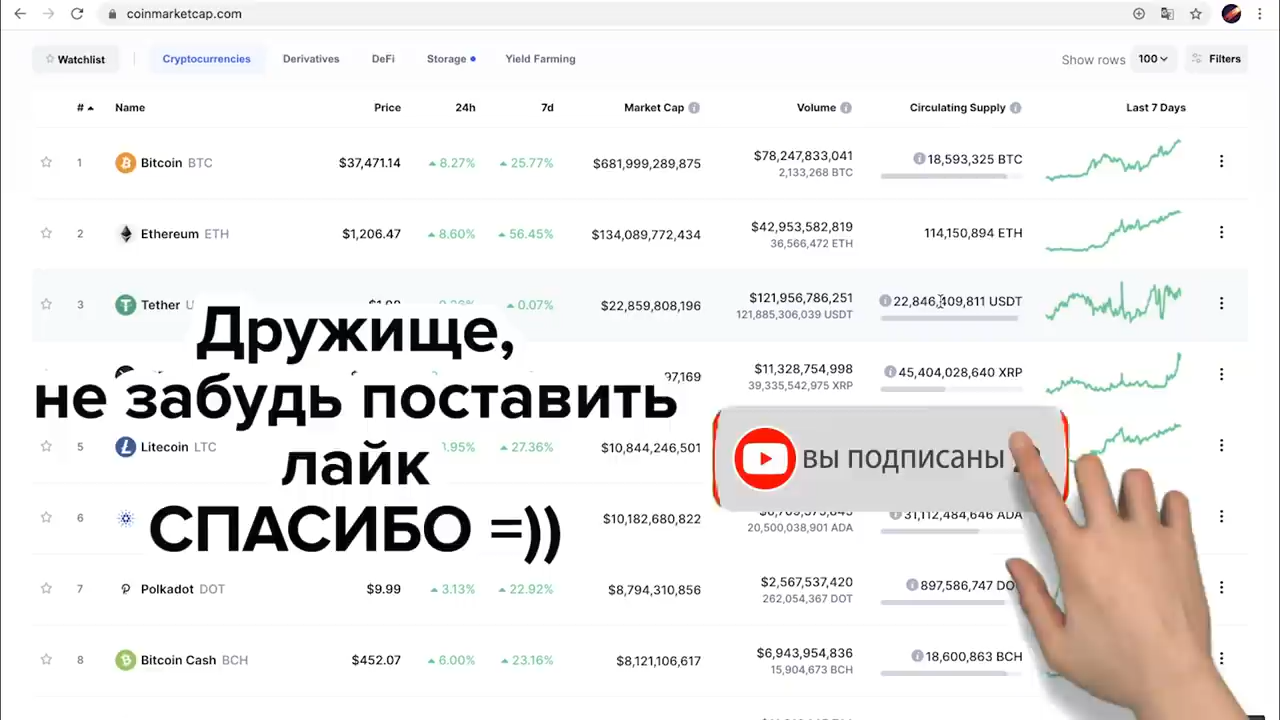 coinmarketcap.com
Watchlist Cryptocurrencies Derivatives DeFi Storage Yield Farming Show rows 100 Filters
# Name Price 24h 7d Market Cap Volume Circulating Supply Last 7 Days
1 Bitcoin BTC $37,471.14 8.27% 25.77% $681,999,289,875 $78,247,833,041 18,593,325 BTC
2,133,268 BTC
2 Ethereum ETH $1,206.47 8.60% 56.45% $134,089,772,434 $42,953,582,819 114,150,894 ETH
36,566,472 ETH
3 Tether 0.07% $22,859,808,196 $121,956,786,251 22,846,409,811 USDT
121,885,306,039 USDT
Дружище,
не забудь поставить
лайк
СПАСИБО =))
97,169 $11,328,754,998 45,404,028,640 XRP
39,335,542,975 XRP
5 Litecoin LTC .95% 27.36% $10,844,246,501
вы подписаны
6 $10,182,680,822 31,112,484,646 ADA
20,500,038,901 ADA
7 Polkadot DOT $9.99 3.13% 22.92% $8,794,310,856 $2,567,537,420 897,586,747 DO
262,054,367 DOT
8 Bitcoin Cash BCH $452.07 6.00% 23.16% $8,121,106,617 $6,943,954,836 18,600,863 BCH
15,904,673 BCH